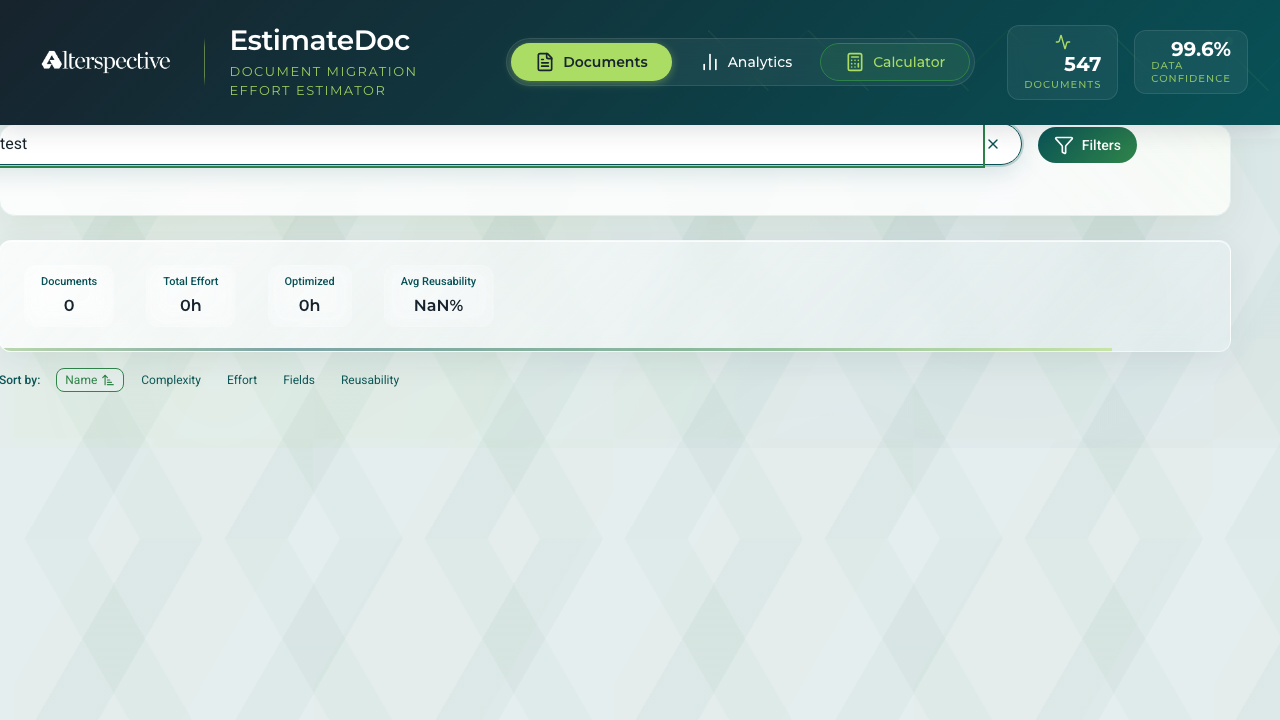 Alterspective
EstimateDoc
DOCUMENT MIGRATION
EFFORT ESTIMATOR
Documents
Analytics
Calculator
547
DOCUMENTS
99.6%
DATA
CONFIDENCE
test
Filters
Documents
0
Total Effort
0h
Optimized
0h
Avg Reusability
NaN%
Sort by:
Name
Complexity
Effort
Fields
Reusability